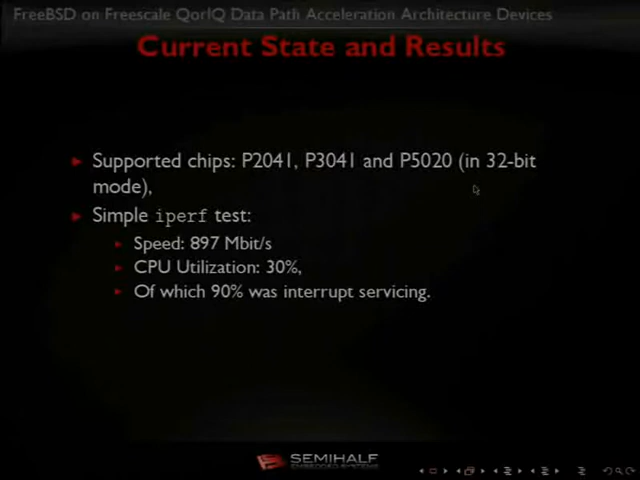 FreeBSD on Freescale QorIQ Data Path Acceleration Architecture Devices
Current State and Results
Supported chips: P2041, P3041 and P5020 (in 32-bit
mode),
Simple iperf test:
Speed: 897 Mbit/s
CPU Utilization: 30%,
Of which 90% was interrupt servicing.
SEMIHALF
EMBEDDED SYSTEMS